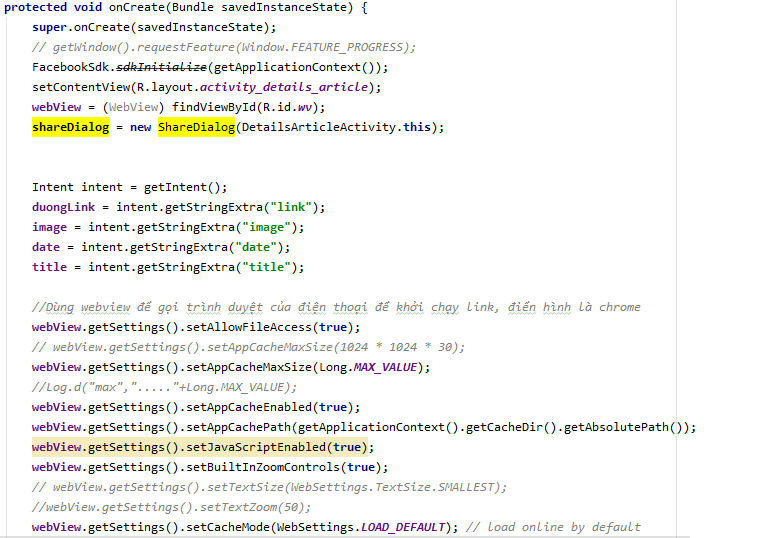 protected void onCreate(Bundle savedInstanceState) {
super.onCreate(savedInstanceState);
// getWindow().requestFeature(Window.FEATURE_PROGRESS);
FacebookSdk.sdkInitialize(getApplicationContext());
setContentView(R.layout.activity_details_article);
webView = (WebView) findViewById(R.id.wv);
shareDialog = new ShareDialog(DetailsArticleActivity.this);
Intent intent = getIntent();
duongLink = intent.getStringExtra("link");
image = intent.getStringExtra("image");
date = intent.getStringExtra("date");
title = intent.getStringExtra("title");
//Dùng webview để gọi trình duyệt của điện thoại để khởi chạy link, điển hình là chrome
webView.getSettings().setAllowFileAccess(true);
// webView.getSettings().setAppCacheMaxSize(1024 * 1024 * 30);
webView.getSettings().setAppCacheMaxSize(Long.MAX_VALUE);
//Log.d("max","....."+Long.MAX_VALUE);
webView.getSettings().setAppCacheEnabled(true);
webView.getSettings().setAppCachePath(getApplicationContext().getCacheDir().getAbsolutePath());
webView.getSettings().setJavaScriptEnabled(true);
webView.getSettings().setBuiltInZoomControls(true);
// webView.getSettings().setTextSize(WebSettings.TextSize.SMALLEST);
//webView.getSettings().setTextZoom(50);
webView.getSettings().setCacheMode(WebSettings.LOAD_DEFAULT); // load online by default